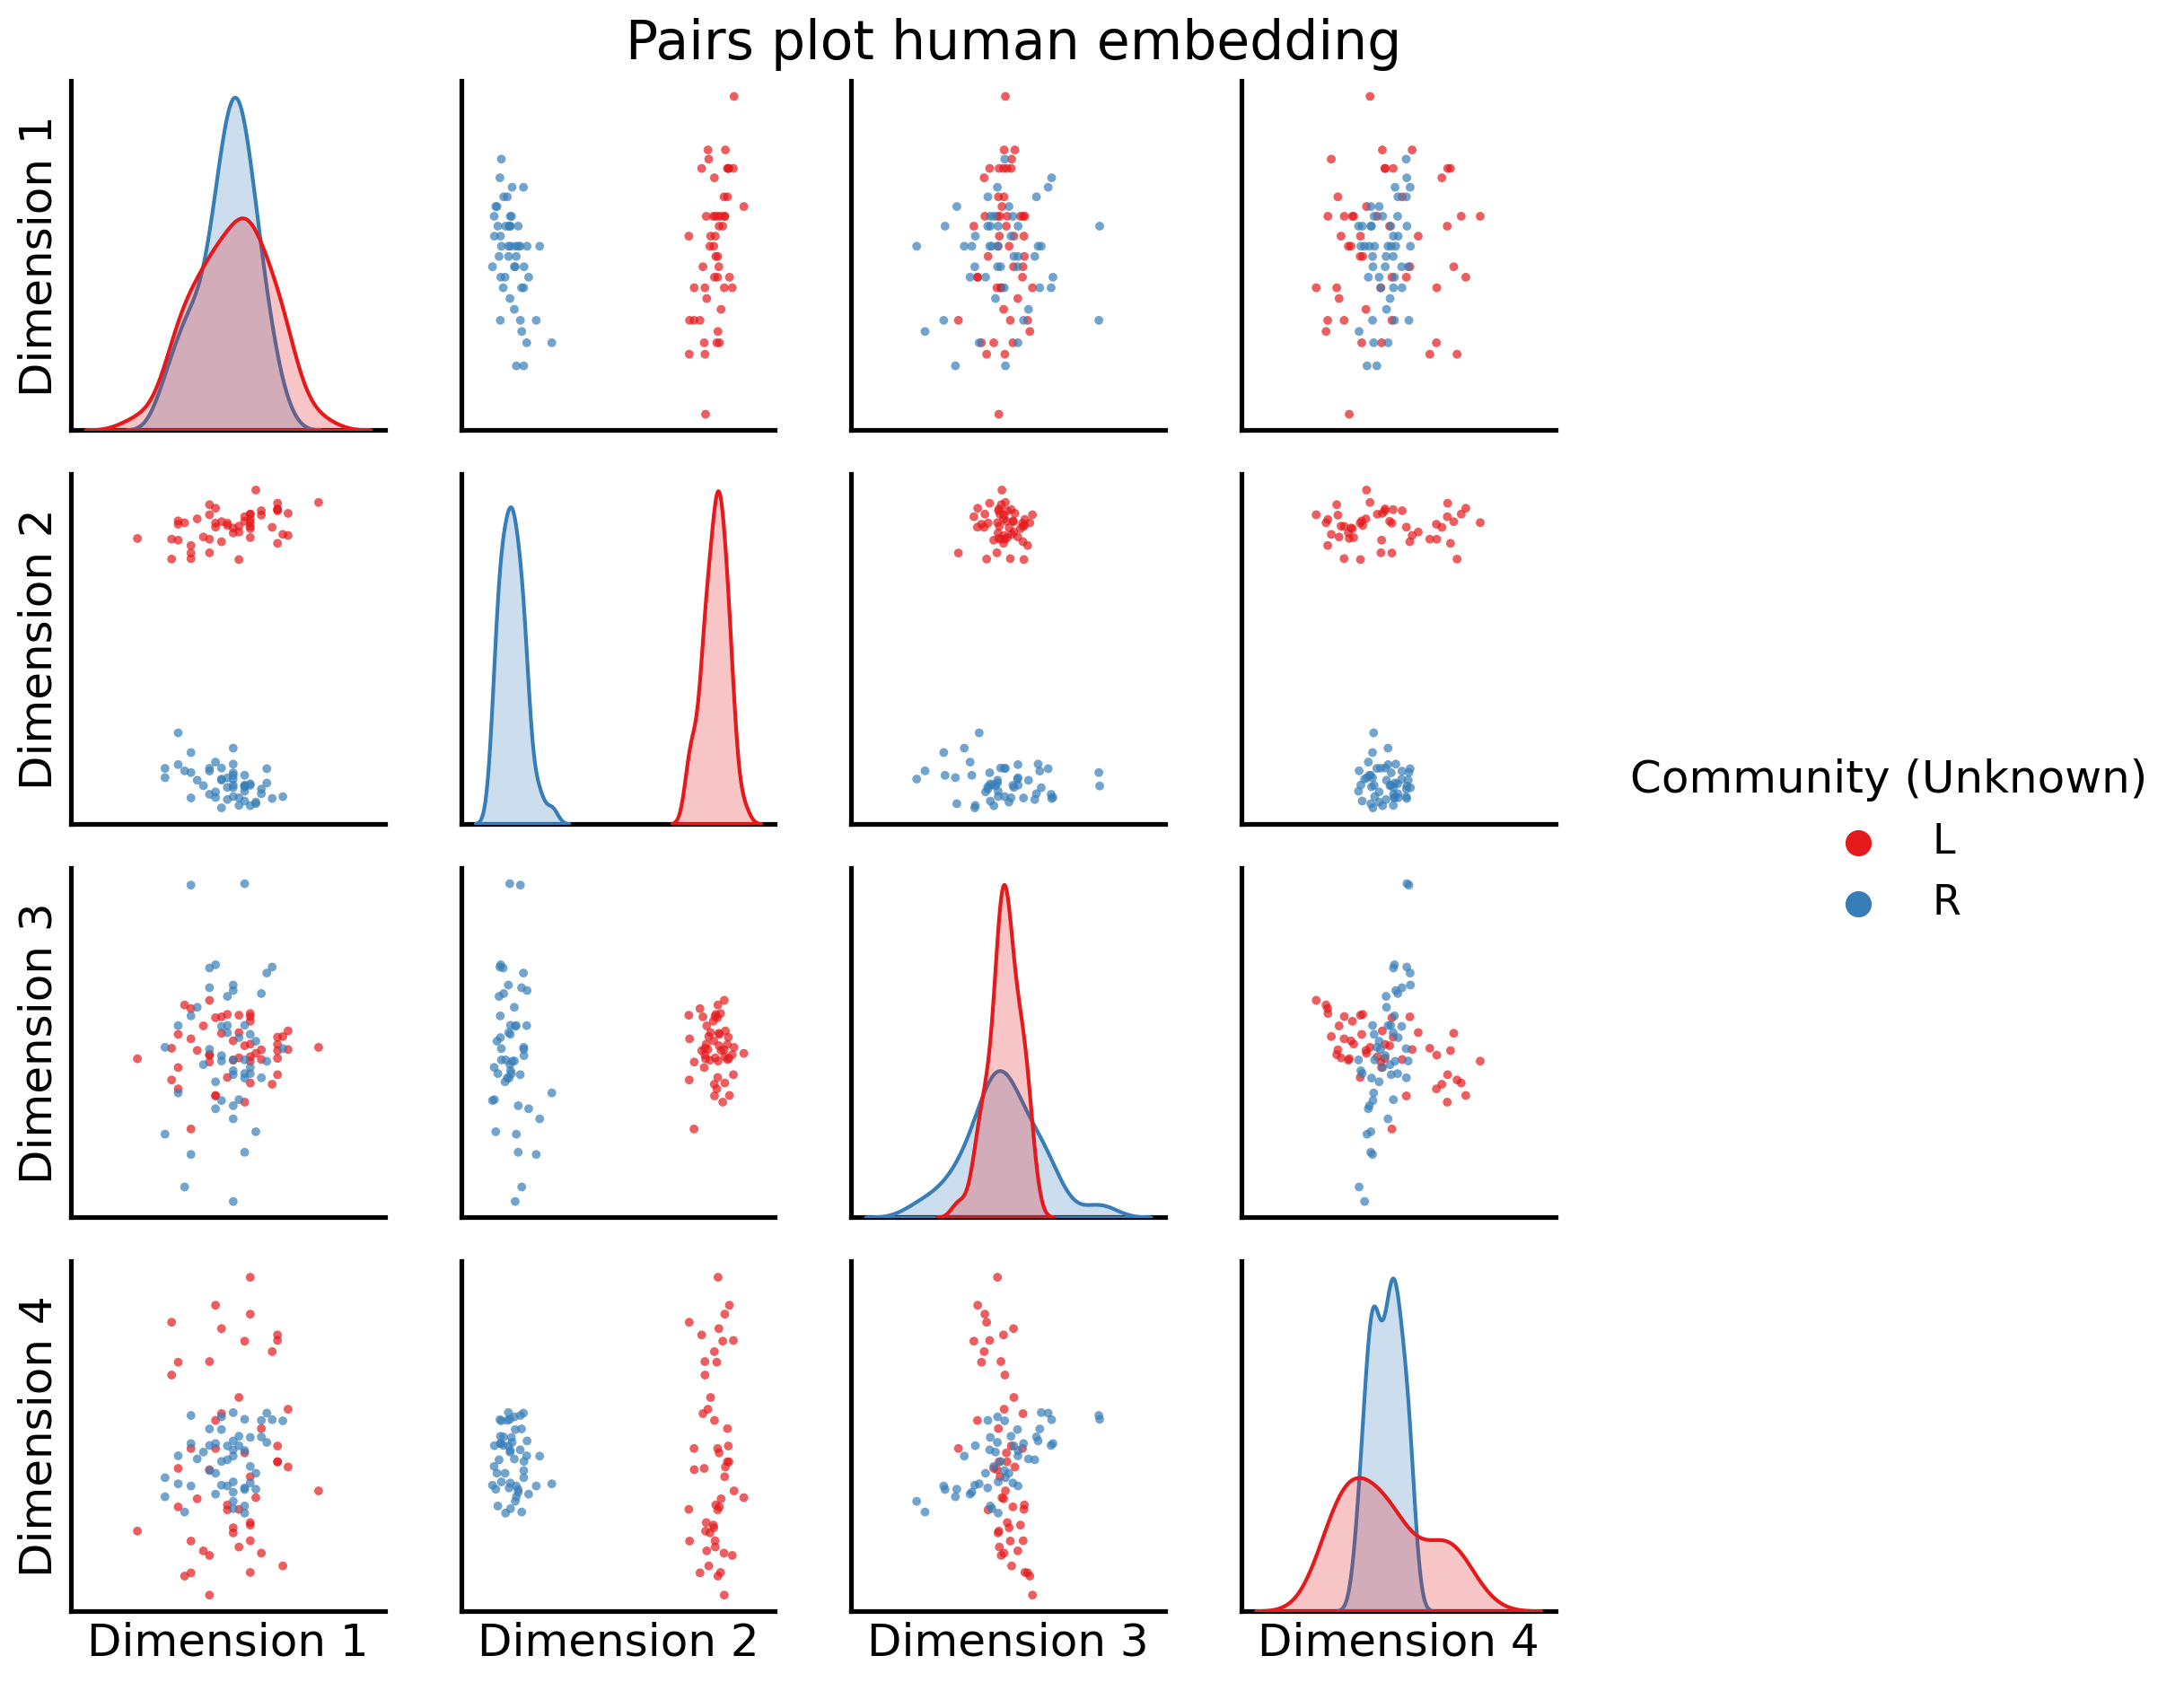 Pairs plot human embedding
Dimension 1
Dimension 2
Dimension 3
Dimension 4
Community (Unknown)
L
R
Dimension 1
Dimension 2
Dimension 3
Dimension 4